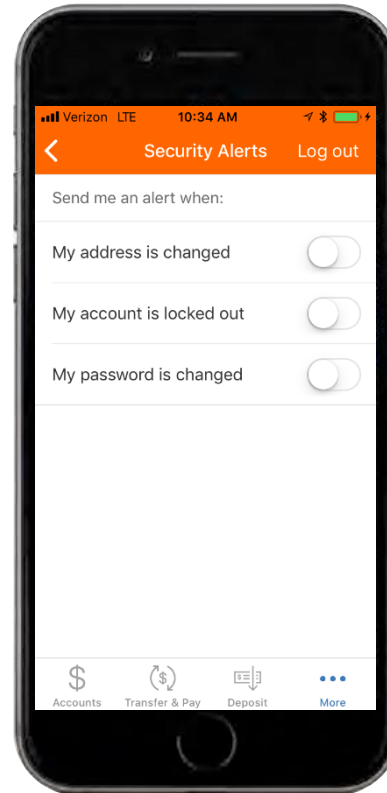 Verizon LTE 10:34 AM
Security Alerts Log out
Send me an alert when:
My address is changed
My account is locked out
My password is changed
Accounts Transfer & Pay Deposit More